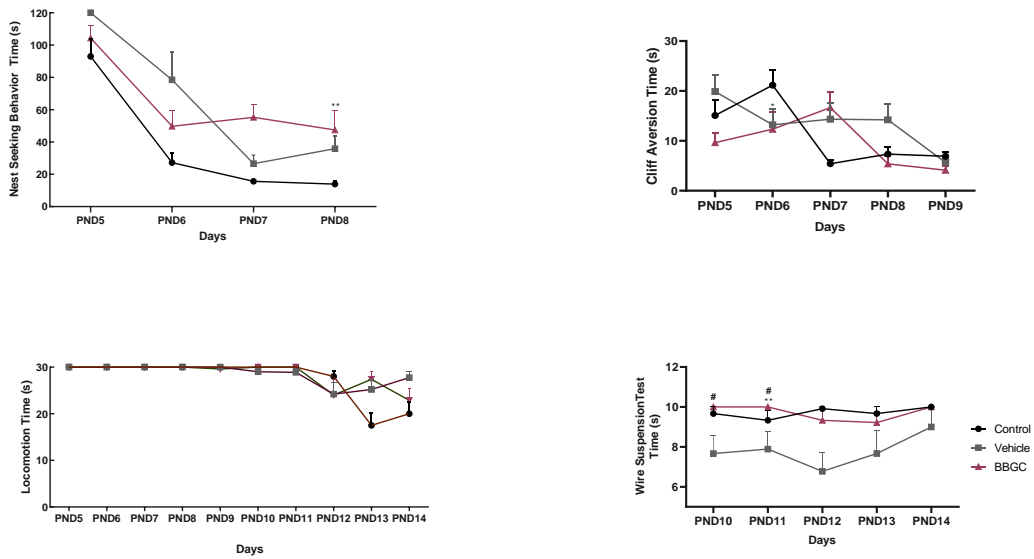 Nest Seeking Behavior Time (s)
120
100
80
60
40
20
0
**
PND5 PND6 PND7 PND8
Days
Cliff Aversion Time (s)
30
20
10
0
*
PND5 PND6 PND7 PND8 PND9
Days
Locomotion Time (s)
30
20
10
0
PND5 PND6 PND7 PND8 PND9 PND10 PND11 PND12 PND13 PND14
Days
Wire SuspensionTest
Time (s)
12
10
8
6
#
#
**
PND10 PND11 PND12 PND13 PND14
Days
Control
Vehicle
BBGC